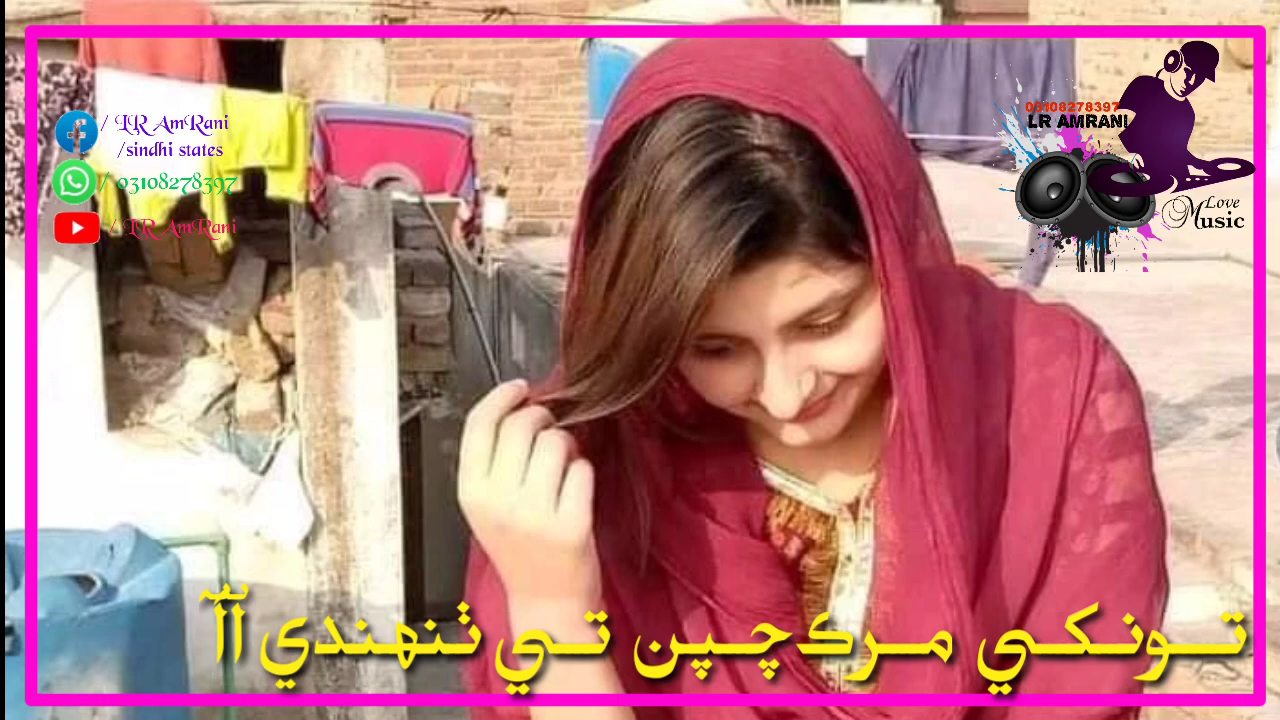 / LR AmRani
/sindhi states
/ 03108278397
/ LR AmRani
03108278397
LR AMRANI
Love
Music
تونکي مرڪ چپن تي ٺهندي آ